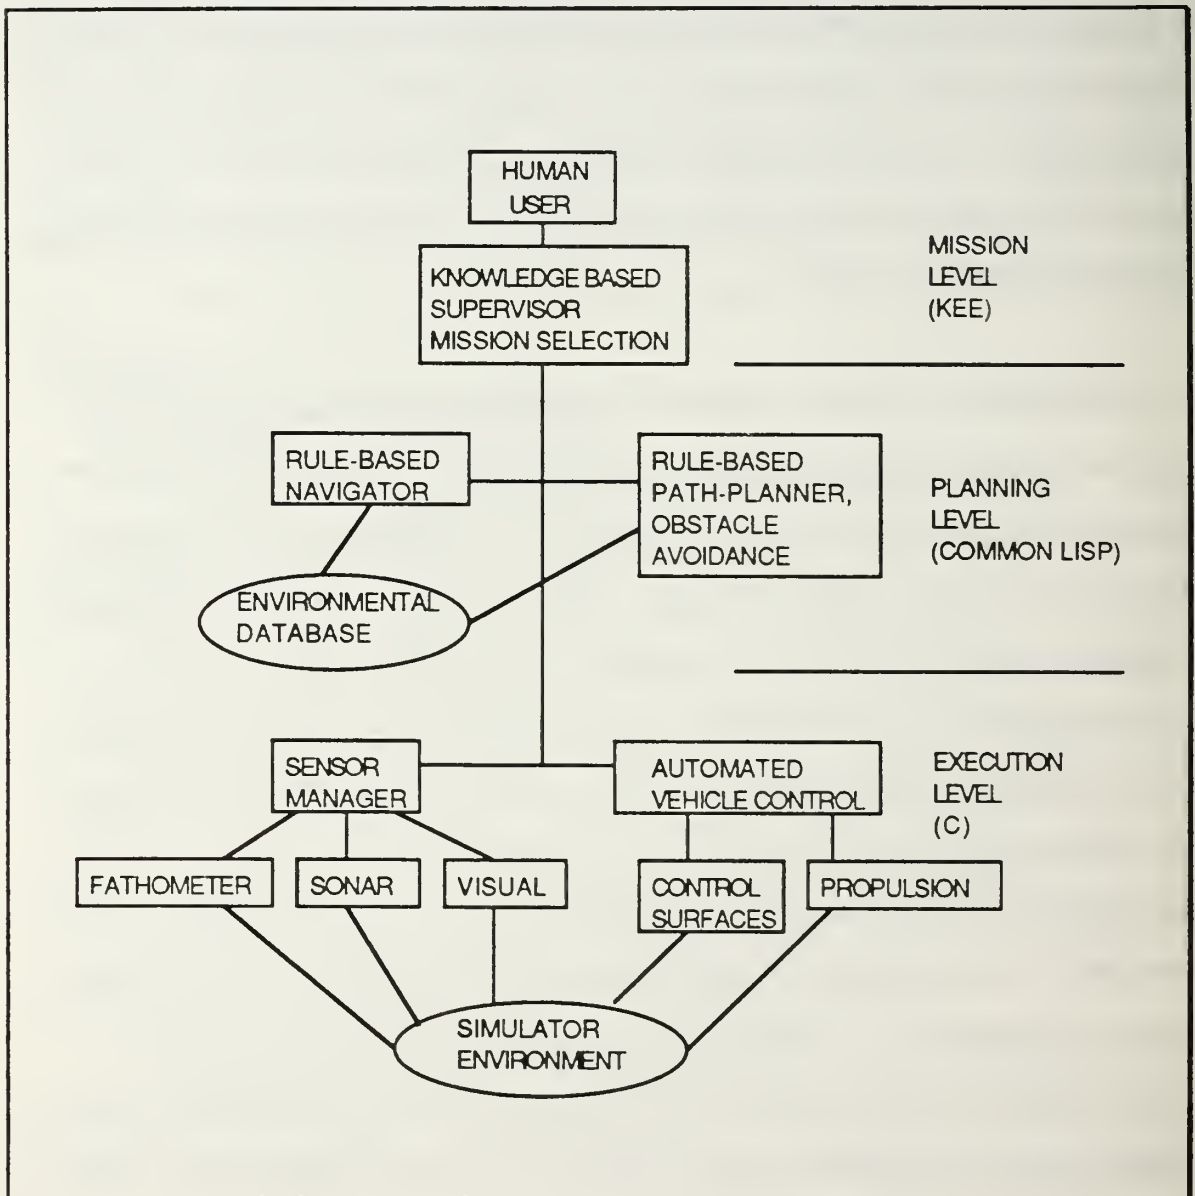 HUMAN
USER
KNOWLEDGE BASED
SUPERVISOR
MISSION SELECTION
MISSION
LEVEL
(KEE)
RULE-BASED
NAVIGATOR
RULE-BASED
PATH-PLANNER,
OBSTACLE
AVOIDANCE
PLANNING
LEVEL
(COMMON LISP)
ENVIRONMENTAL
DATABASE
SENSOR
MANAGER
AUTOMATED
VEHICLE CONTROL
EXECUTION
LEVEL
(C)
FATHOMETER
SONAR
VISUAL
CONTROL
SURFACES
PROPULSION
SIMULATOR
ENVIRONMENT